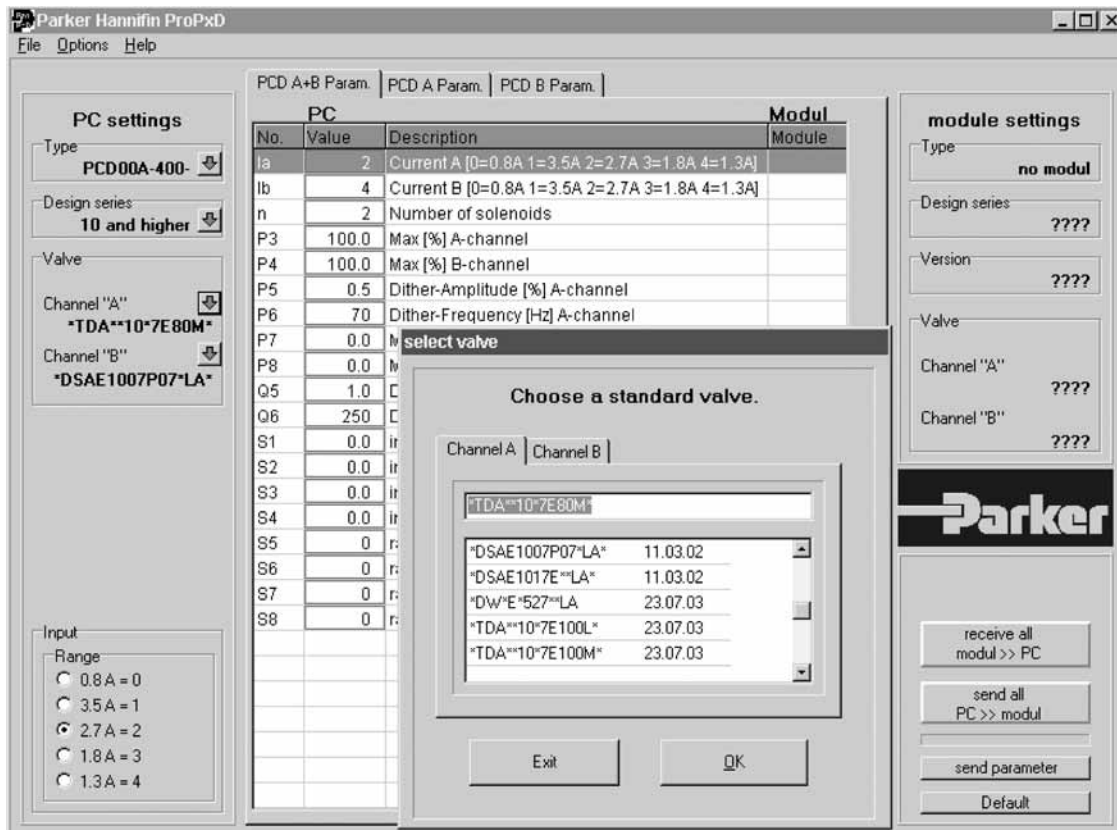 Parker Hannifin ProPxD
File Options Help
PC settings
Type
PCD00A-400-
Design series
10 and higher
Valve
Channel "A"
*TDA**10*7E80M*
Channel "B"
*DSAE1007P07*LA*
Input
Range
0.8 A = 0
3.5 A = 1
2.7 A = 2
1.8 A = 3
1.3 A = 4
PCD A+B Param. PCD A Param. PCD B Param.
PC Modul
No. Value Description Module
Ia 2 Current A [0=0.8A 1=3.5A 2=2.7A 3=1.8A 4=1.3A]
Ib 4 Current B [0=0.8A 1=3.5A 2=2.7A 3=1.8A 4=1.3A]
n 2 Number of solenoids
P3 100.0 Max [%] A-channel
P4 100.0 Max [%] B-channel
P5 0.5 Dither-Amplitude [%] A-channel
P6 70 Dither-Frequency [Hz] A-channel
P7 0.0
P8 0.0
Q5 1.0
Q6 250
S1 0.0
S2 0.0
S3 0.0
S4 0.0
S5 0
S6 0
S7 0
S8 0
select valve
Choose a standard valve.
Channel A Channel B
*TDA**10*7E80M*
*DSAE1007P07*LA* 11.03.02
*DSAE1017E**LA* 11.03.02
*DW*E*527**LA 23.07.03
*TDA**10*7E100L* 23.07.03
*TDA**10*7E100M* 23.07.03
Exit OK
module settings
Type
no modul
Design series
????
Version
????
Valve
Channel "A"
????
Channel "B"
????
Parker
receive all
modul >> PC
send all
PC >> modul
send parameter
Default